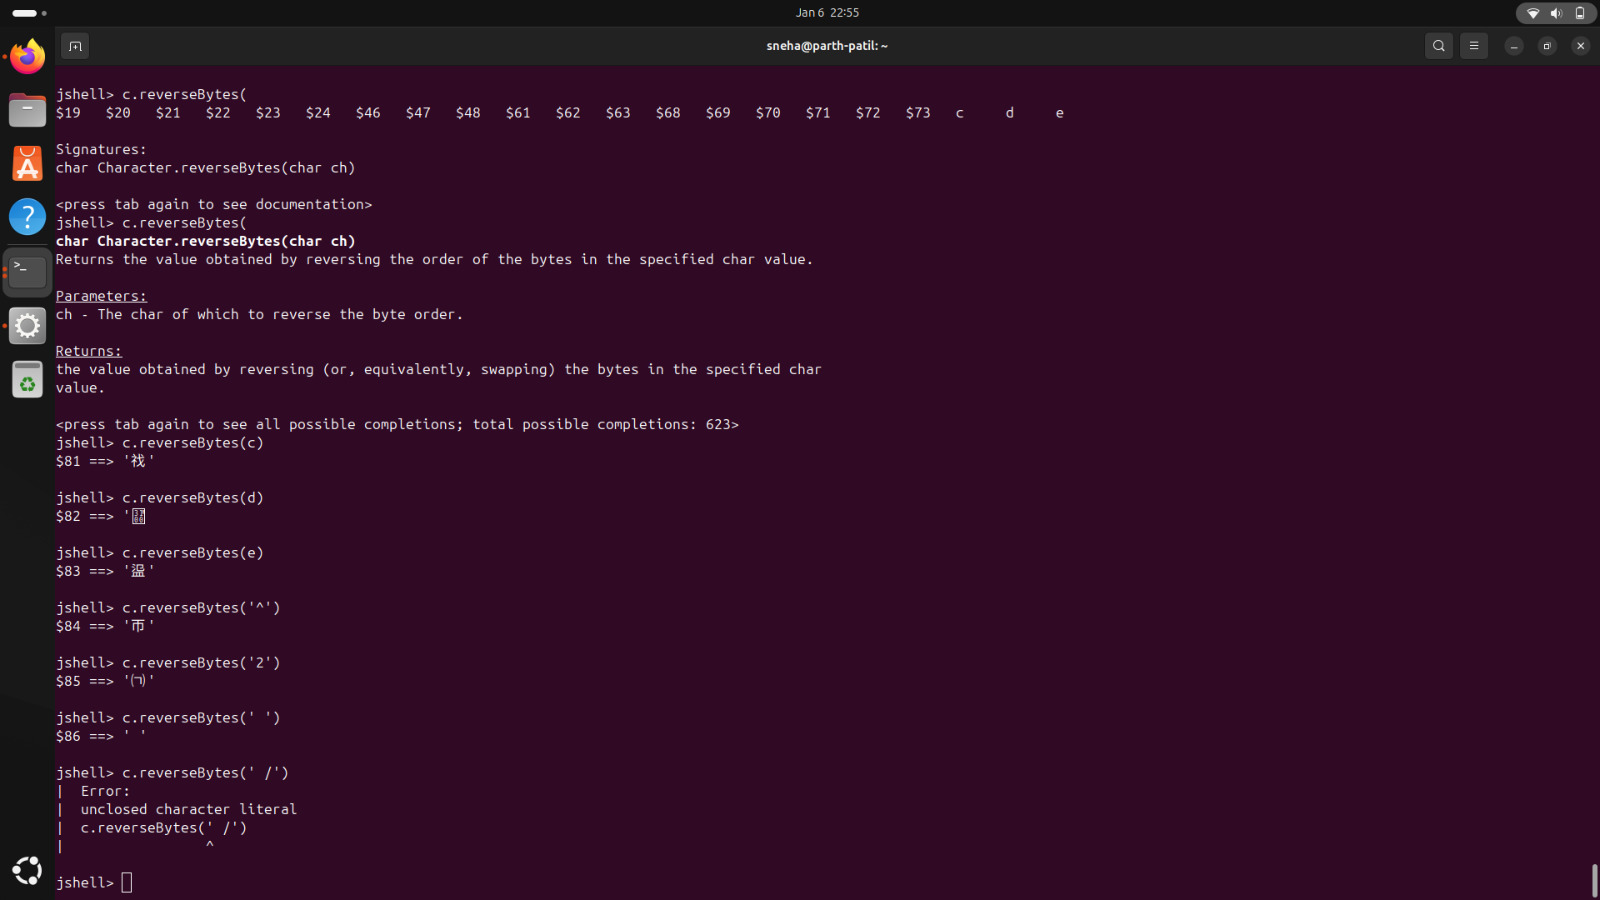 Jan 6 22:55
sneha@parth-patil: ~
jshell> c.reverseBytes(
$19 $20 $21 $22 $23 $24 $46 $47 $48 $61 $62 $63 $68 $69 $70 $71 $72 $73 c d e
Signatures:
char Character.reverseBytes(char ch)
<press tab again to see documentation>
jshell> c.reverseBytes(
char Character.reverseBytes(char ch)
Returns the value obtained by reversing the order of the bytes in the specified char value.
Parameters:
ch - The char of which to reverse the byte order.
Returns:
the value obtained by reversing (or, equivalently, swapping) the bytes in the specified char
value.
<press tab again to see all possible completions; total possible completions: 623>
jshell> c.reverseBytes(c)
$81 ==> ' '
jshell> c.reverseBytes(d)
$82 ==> '
jshell> c.reverseBytes(e)
$83 ==> ' '
jshell> c.reverseBytes('^')
$84 ==> '帀'
jshell> c.reverseBytes('2')
$85 ==> '㈀'
jshell> c.reverseBytes(' ')
$86 ==> ' '
jshell> c.reverseBytes(' /')
| Error:
| unclosed character literal
| c.reverseBytes(' /')
| ^
jshell>